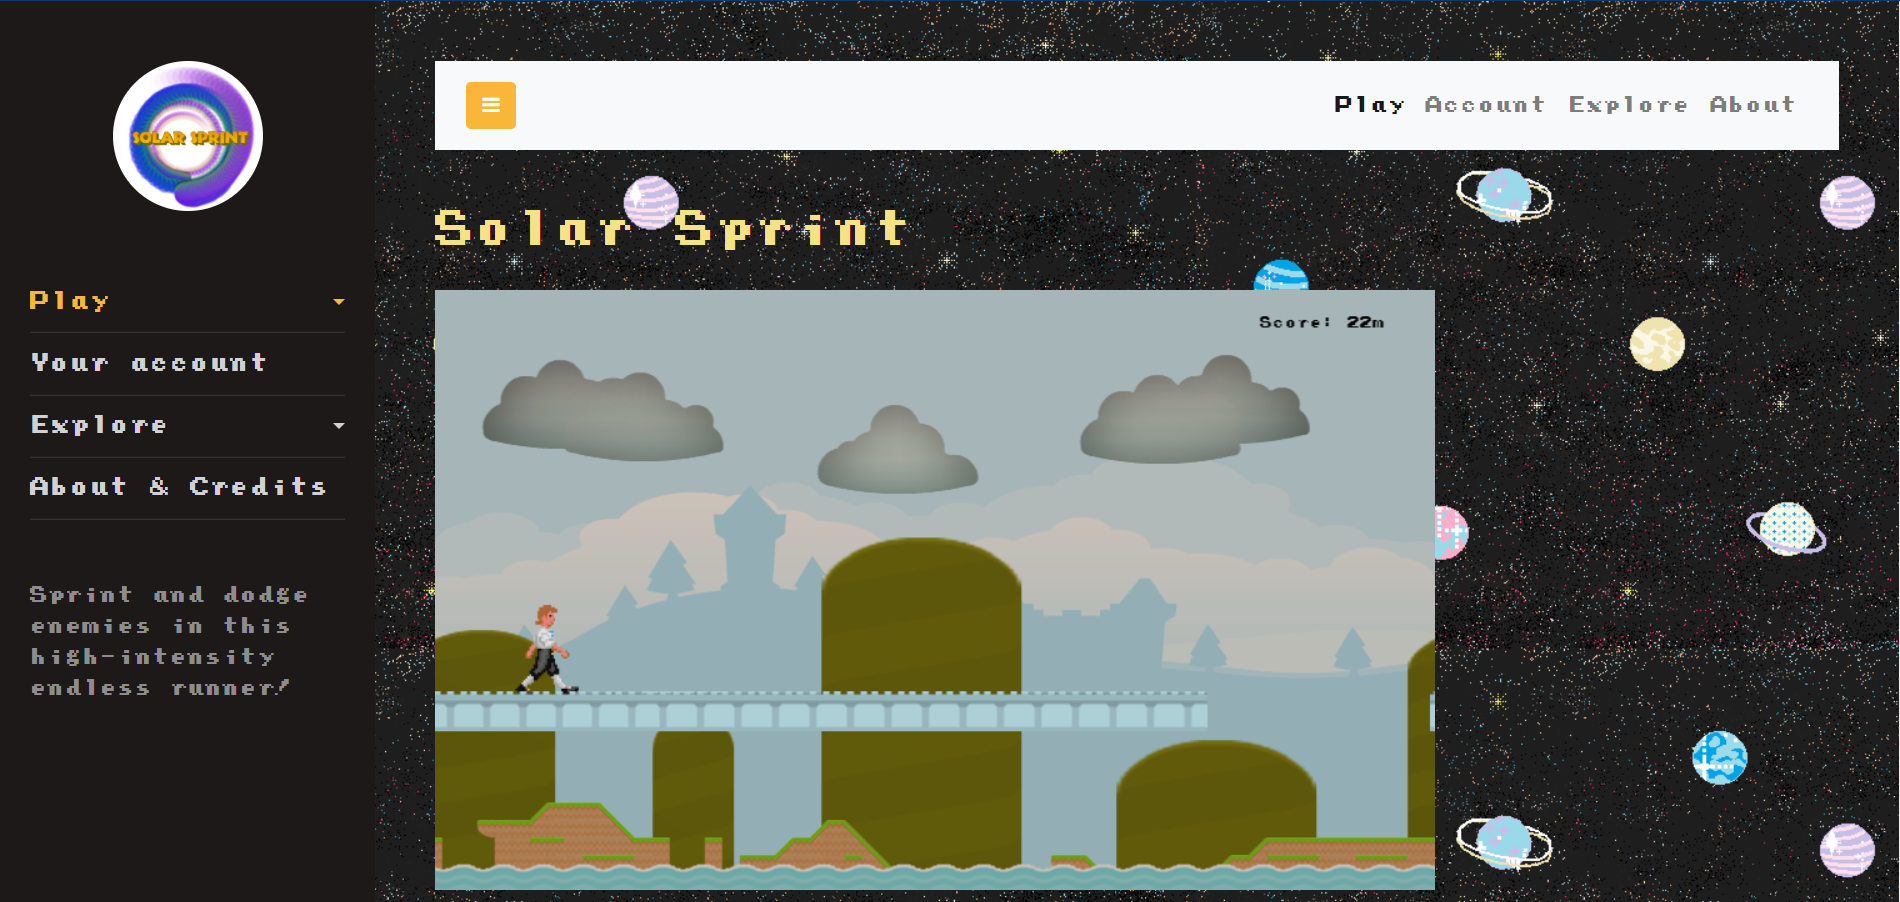 SOLAR SPRINT
Play
Your account
Explore
About & Credits
Sprint and dodge
enemies in this
high-intensity
endless runner!
Play Account Explore About
Solar Sprint
Score: 22m